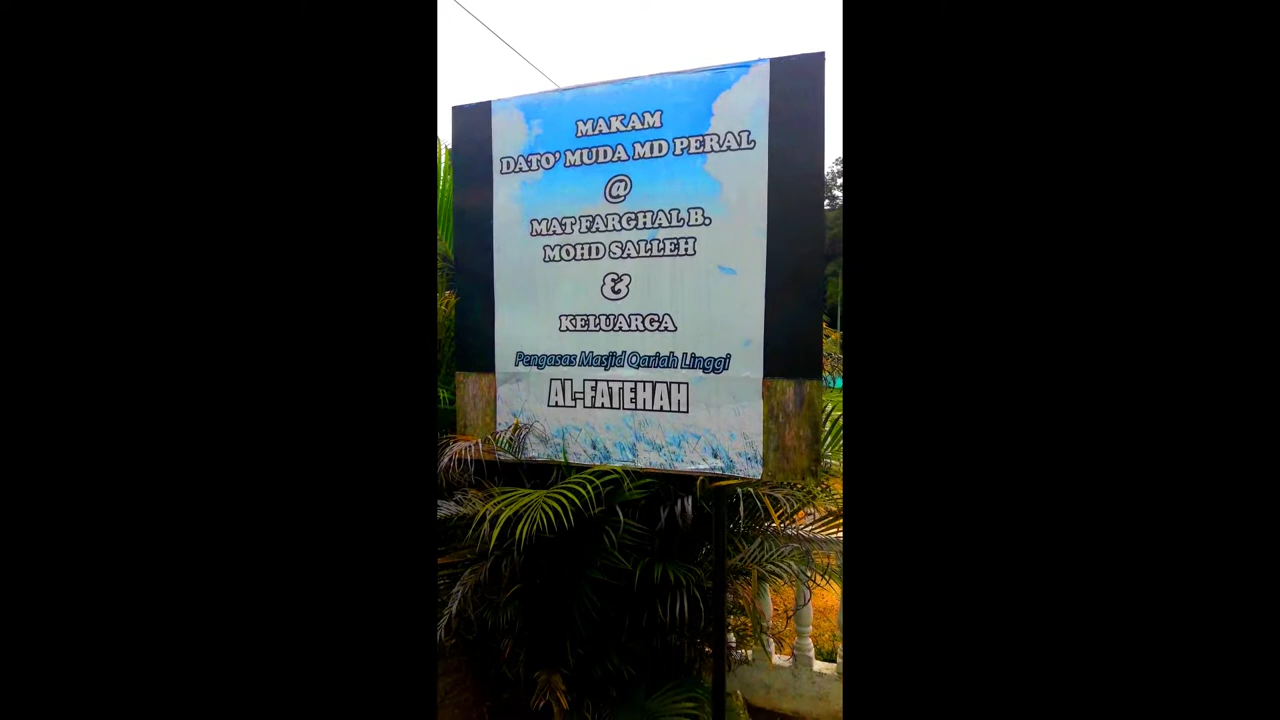 MAKAM
DATO' MUDA MD PERAL
@
MAT FARGHAL B.
MOHD SALLEH
&
KELUARGA
Pengasas Masjid Qariah Linggi
AL-FATEHAH